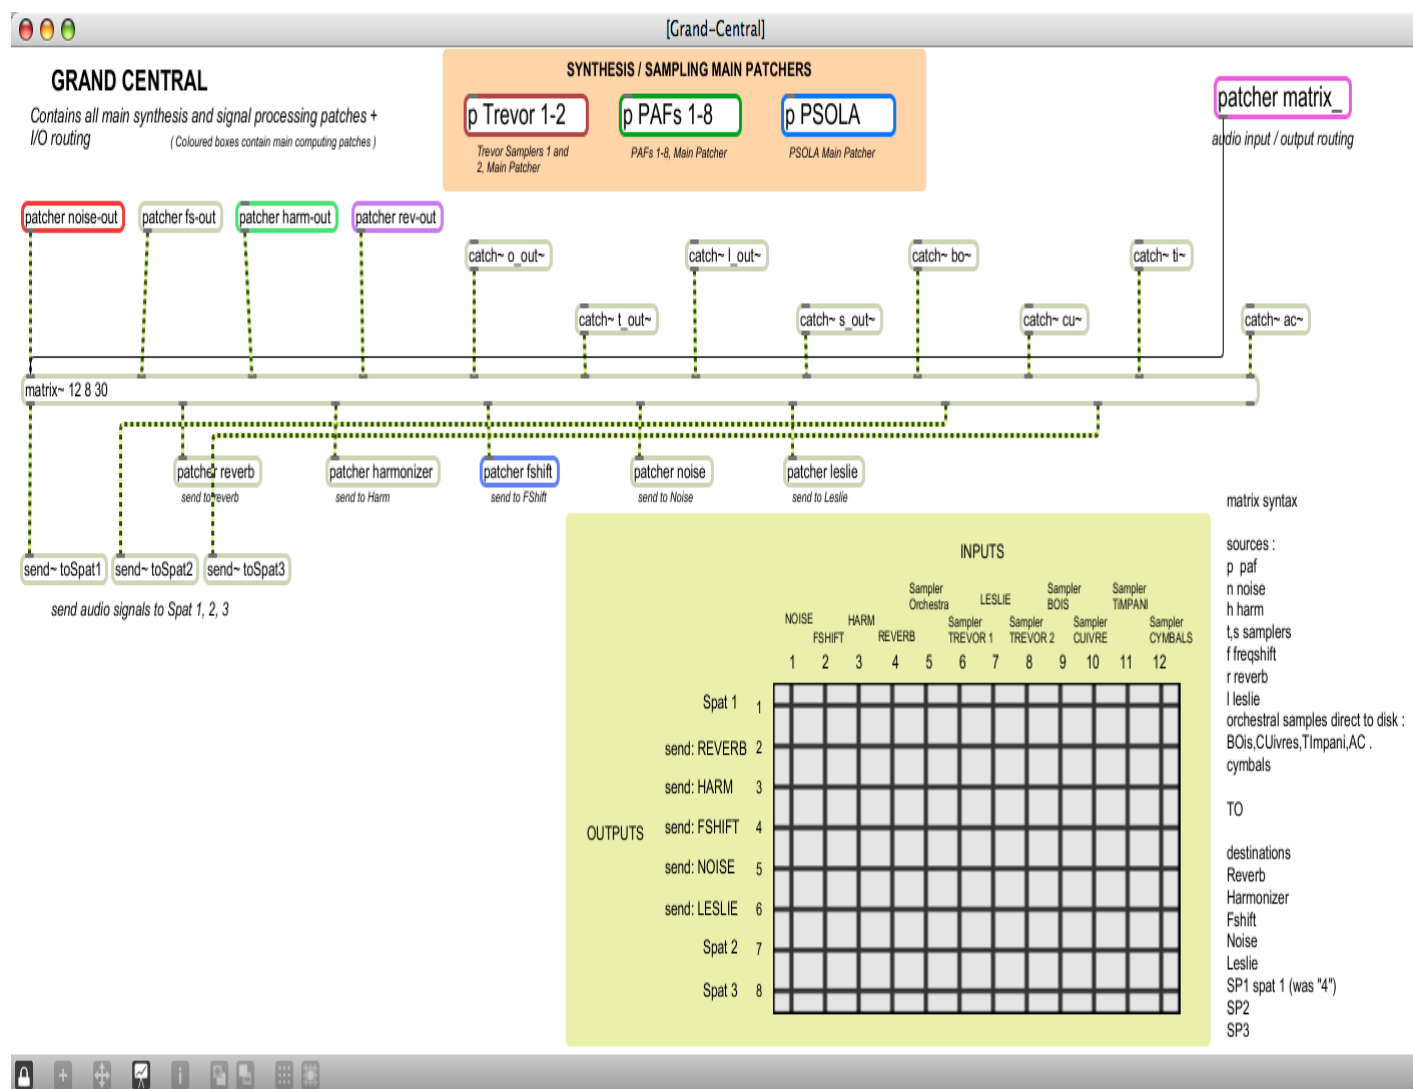 [Grand-Central]
GRAND CENTRAL
Contains all main synthesis and signal processing patches +
I/O routing
( Coloured boxes contain main computing patches )
SYNTHESIS / SAMPLING MAIN PATCHERS
p Trevor 1-2
p PAFs 1-8
p PSOLA
Trevor Samplers 1 and
2, Main Patcher
PAFs 1-8, Main Patcher
PSOLA Main Patcher
patcher matrix_
audio input / output routing
patcher noise-out
patcher fs-out
patcher harm-out
patcher rev-out
catch~ o_out~
catch~ l_out~
catch~ bo~
catch~ ti~
catch~ t_out~
catch~ s_out~
catch~ cu~
catch~ ac~
matrix~ 12 8 30
patcher reverb
patcher harmonizer
patcher fshift
patcher noise
patcher leslie
send to reverb
send to Harm
send to FShift
send to Noise
send to Leslie
send~ toSpat1
send~ toSpat2
send~ toSpat3
send audio signals to Spat 1, 2, 3
INPUTS
Sampler
Orchestra
LESLIE
Sampler
BOIS
Sampler
TiMPANI
NOISE
FSHIFT
HARM
REVERB
Sampler
TREVOR 1
Sampler
TREVOR 2
Sampler
CUIVRE
Sampler
CYMBALS
1 2 3 4 5 6 7 8 9 10 11 12
OUTPUTS
Spat 1 1
send: REVERB 2
send: HARM 3
send: FSHIFT 4
send: NOISE 5
send: LESLIE 6
Spat 2 7
Spat 3 8
matrix syntax
sources :
p paf
n noise
h harm
t,s samplers
f freqshift
r reverb
l leslie
orchestral samples direct to disk :
BOis,CUivres,TImpani,AC .
cymbals
TO
destinations
Reverb
Harmonizer
Fshift
Noise
Leslie
SP1 spat 1 (was "4")
SP2
SP3